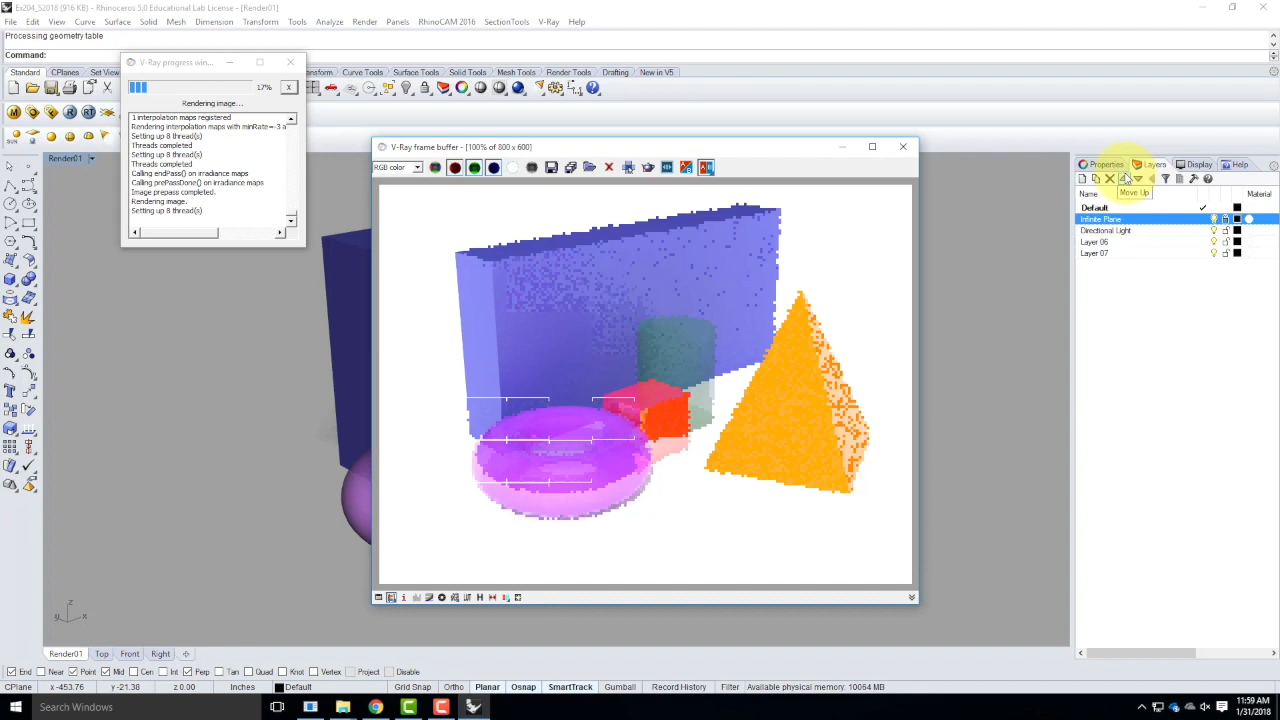 Ex204_S2018 (916 KB) - Rhinoceros 5.0 Educational Lab License - [Render01]
File Edit View Curve Surface Solid Mesh Dimension Transform Tools Analyze Render Panels RhinoCAM 2016 SectionTools V-Ray Help
Processing geometry table
Command:
V-Ray progress win...
Standard CPlanes Set View
nsform Curve Tools Surface Tools Solid Tools Mesh Tools Render Tools Drafting New in V5
17% x
Rendering image...
1 interpolation maps registered
Rendering interpolation maps with minRate=-3 a
Setting up 8 thread(s)
Threads completed
Setting up 8 thread(s)
Threads completed
Calling endPass() on irradiance maps
Calling prePassDone() on irradiance maps
Image prepass completed.
Rendering image.
Setting up 8 thread(s)
Render01
V-Ray frame buffer - [100% of 800 x 600]
RGB color
Properties Layers Display Help
Move Up
Name Material
Default
Infinite Plane
Directional Light
Layer 06
Layer 07
z
y x
Render01 Top Front Right
End Near Point Mid Cen Int Perp Tan Quad Knot Vertex Project Disable
CPlane x -453.76 y -21.38 z 0.00 Inches Default Grid Snap Ortho Planar Osnap SmartTrack Gumball Record History Filter Available physical memory: 10064 MB
Search Windows
11:59 AM
1/31/2018